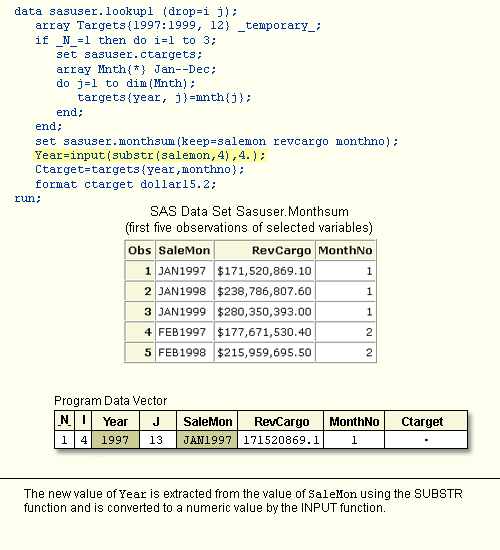 data sasuser.lookup1 (drop=i j);
array Targets{1997:1999, 12} _temporary_;
if _N_=1 then do i=1 to 3;
set sasuser.ctargets;
array Mnth{*} Jan--Dec;
do j=1 to dim(Mnth);
targets{year, j}=mnth{j};
end;
end;
set sasuser.monthsum(keep=salemon revcargo monthno);
Year=input(substr(salemon,4),4.);
Ctarget=targets{year,monthno};
format ctarget dollar15.2;
run;
SAS Data Set Sasuser.Monthsum
(first five observations of selected variables)
Obs SaleMon RevCargo MonthNo
1 JAN1997 $171,520,869.10 1
2 JAN1998 $238,786,807.60 1
3 JAN1999 $280,350,393.00 1
4 FEB1997 $177,671,530.40 2
5 FEB1998 $215,959,695.50 2
Program Data Vector
_N_ I Year J SaleMon RevCargo MonthNo Ctarget
1 4 1997 13 JAN1997 171520869.1 1 •
The new value of Year is extracted from the value of SaleMon using the SUBSTR
function and is converted to a numeric value by the INPUT function.